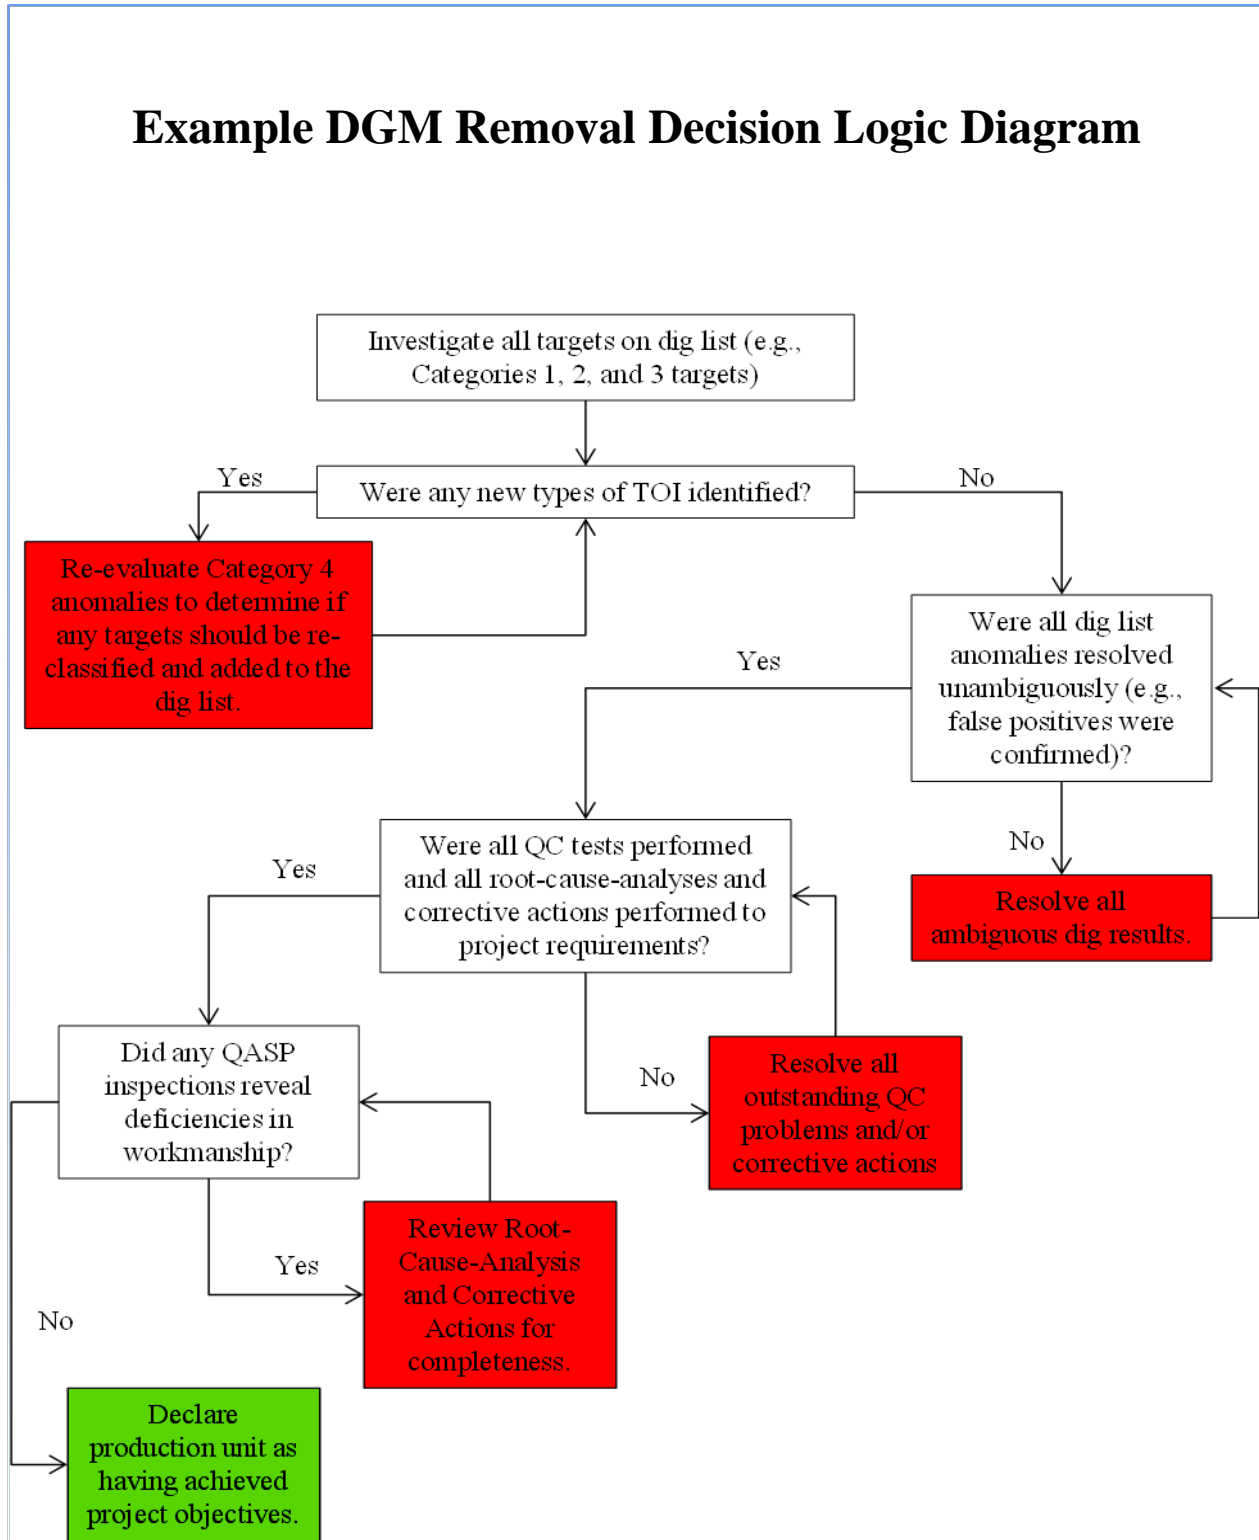 Example DGM Removal Decision Logic Diagram
Investigate all targets on dig list (e.g.,
Categories 1, 2, and 3 targets)
Yes
Were any new types of TOI identified?
No
Re-evaluate Category 4
anomalies to determine if
any targets should be re-
classified and added to the
dig list.
Were all dig list
anomalies resolved
unambiguously (e.g.,
false positives were
confirmed)?
Yes
No
Resolve all
ambiguous dig results.
Were all QC tests performed
and all root-cause-analyses and
corrective actions performed to
project requirements?
Yes
No
Resolve all
outstanding QC
problems and/or
corrective actions
Did any QASP
inspections reveal
deficiencies in
workmanship?
Yes
Review Root-
Cause-Analysis
and Corrective
Actions for
completeness.
No
Declare
production unit as
having achieved
project objectives.